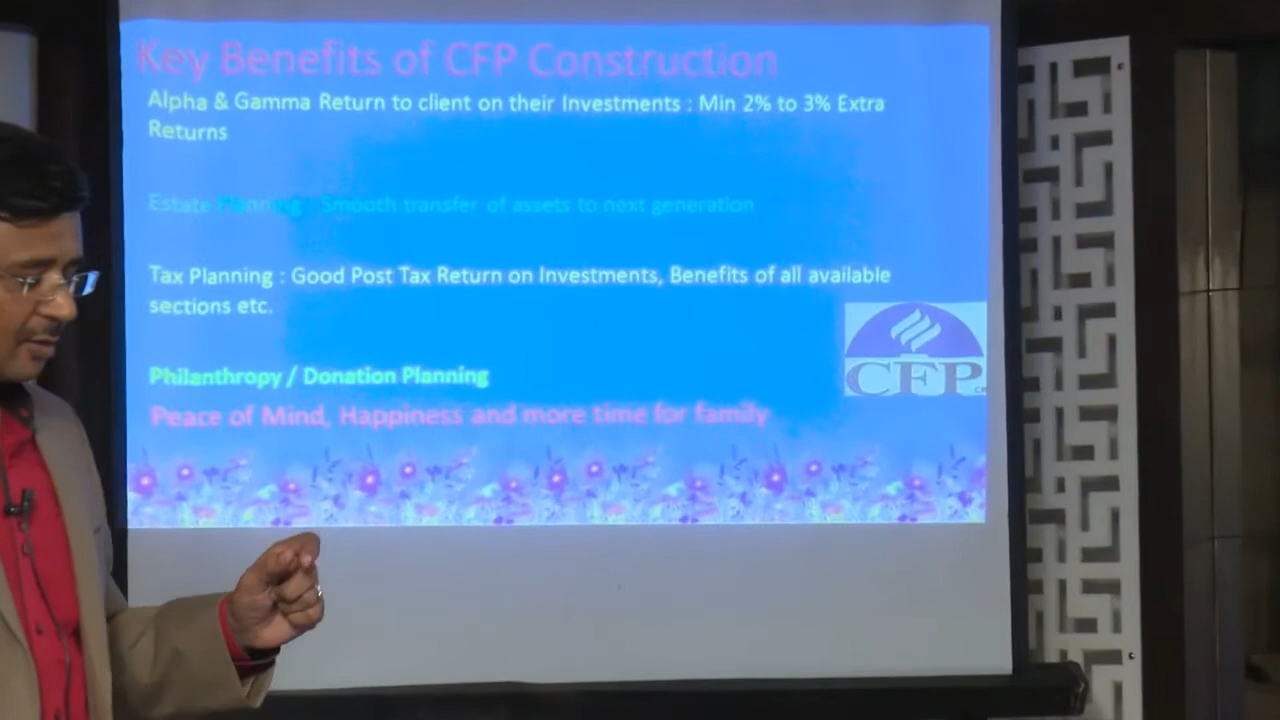 Key Benefits of CFP Construction
Alpha & Gamma Return to client on their Investments : Min 2% to 3% Extra
Returns
Estate Planning : Smooth transfer of assets to next generation
Tax Planning : Good Post Tax Return on Investments, Benefits of all available
sections etc.
CFP
Philanthropy / Donation Planning
Peace of Mind, Happiness and more time for family